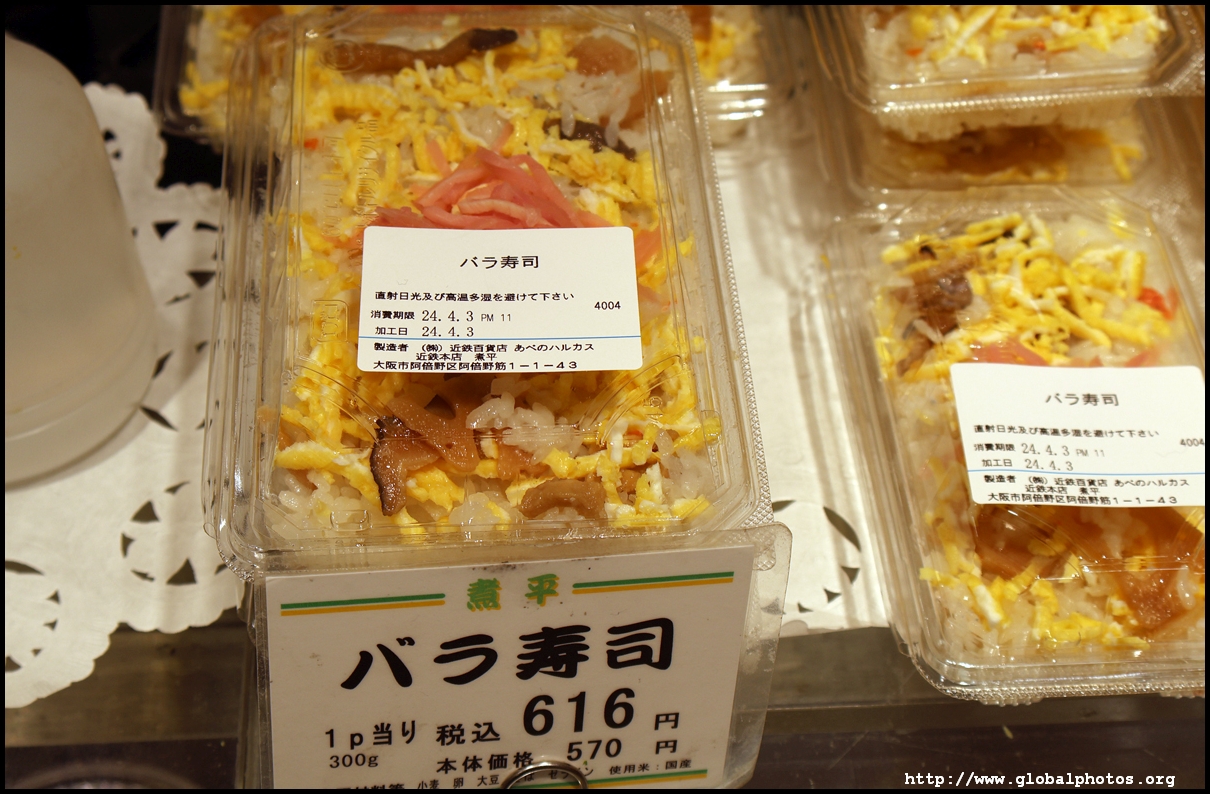 バラ寿司
直射日光及び高温多湿を避けて下さい
4004
消費期限 24.4.3 PM 11
加工日 24.4.3
製造者 (㈱) 近鉄百貨店 あべのハルカス
近鉄本店 煮平
大阪市阿倍野区阿倍野筋1-1-43
バラ寿司
直射日光及び高温多湿を避けて下さい
4004
消費期限 24.4.3 PM 11
加工日 24.4.3
製造者 (㈱) 近鉄百貨店 あべのハルカス
近鉄本店 煮平
大阪市阿倍野区阿倍野筋1-1-43
煮平
バラ寿司
1p当り 税込 616 円
300g 本体価格 570 円
小麦 卵 大豆 使用米:国産
http://www.globalphotos.org